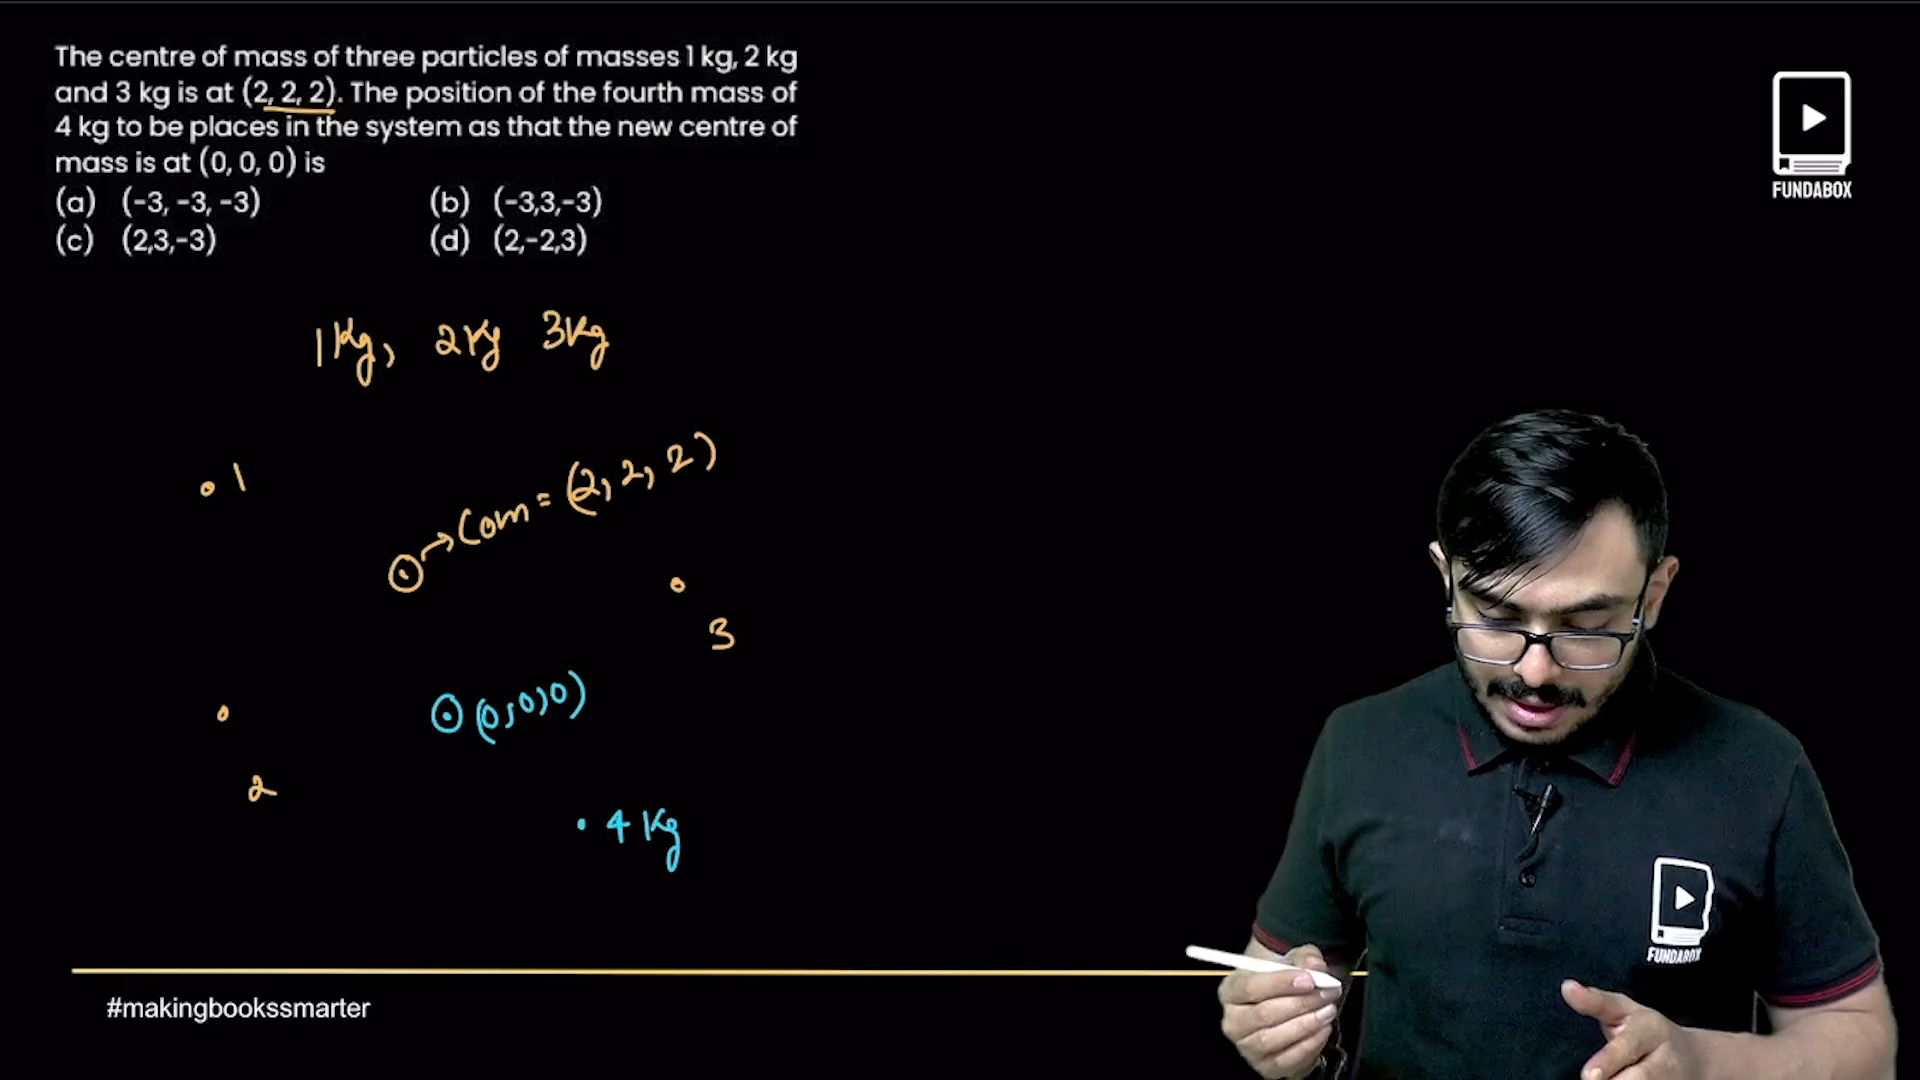 The centre of mass of three particles of masses 1 kg, 2 kg
and 3 kg is at (2, 2, 2). The position of the fourth mass of
4 kg to be places in the system as that the new centre of
mass is at (0, 0, 0) is
(a) (-3, -3, -3) (b) (-3,3,-3)
(c) (2,3,-3) (d) (2,-2,3)
FUNDABOX
1Kg, 2Kg 3Kg
1
Com = (2, 2, 2)
3
(0,0,0)
2
4 Kg
FUNDABOX
#makingbookssmarter